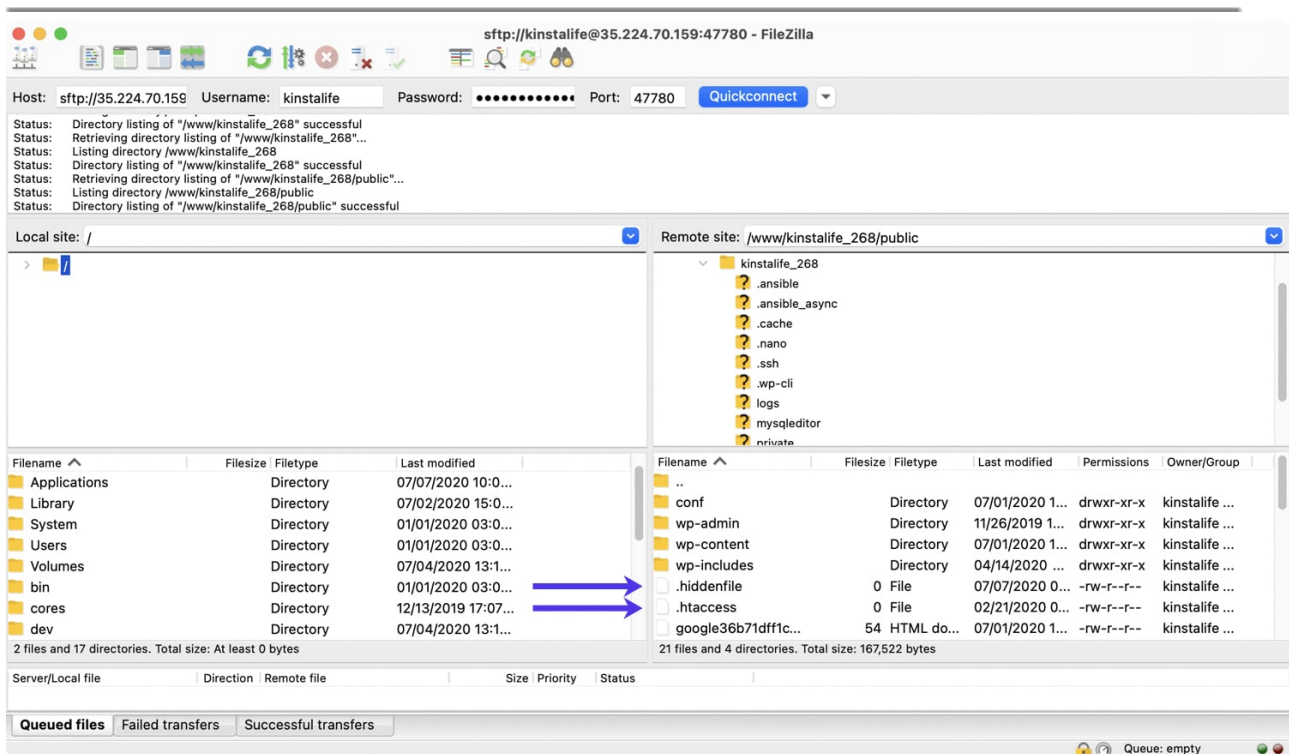 sftp://kinstalife@35.224.70.159:47780 - FileZilla
Host: sftp://35.224.70.159 Username: kinstalife Password: ●●●●●●●●●●●● Port: 47780 Quickconnect
Status: Directory listing of "/www/kinstalife_268" successful
Status: Retrieving directory listing of "/www/kinstalife_268"...
Status: Listing directory /www/kinstalife_268
Status: Directory listing of "/www/kinstalife_268" successful
Status: Retrieving directory listing of "/www/kinstalife_268/public"...
Status: Listing directory /www/kinstalife_268/public
Status: Directory listing of "/www/kinstalife_268/public" successful
Local site: /
/
Remote site: /www/kinstalife_268/public
kinstalife_268
.ansible
.ansible_async
.cache
.nano
.ssh
.wp-cli
logs
mysqleditor
private
Filename Filesize Filetype Last modified
Applications Directory 07/07/2020 10:0...
Library Directory 07/02/2020 15:0...
System Directory 01/01/2020 03:0...
Users Directory 01/01/2020 03:0...
Volumes Directory 07/04/2020 13:1...
bin Directory 01/01/2020 03:0...
cores Directory 12/13/2019 17:07...
dev Directory 07/04/2020 13:1...
2 files and 17 directories. Total size: At least 0 bytes
Filename Filesize Filetype Last modified Permissions Owner/Group
..
conf Directory 07/01/2020 1... drwxr-xr-x kinstalife ...
wp-admin Directory 11/26/2019 1... drwxr-xr-x kinstalife ...
wp-content Directory 07/01/2020 1... drwxr-xr-x kinstalife ...
wp-includes Directory 04/14/2020 ... drwxr-xr-x kinstalife ...
.hiddenfile 0 File 07/07/2020 0... -rw-r--r-- kinstalife ...
.htaccess 0 File 02/21/2020 0... -rw-r--r-- kinstalife ...
google36b71dff1c... 54 HTML do... 07/01/2020 1... -rw-r--r-- kinstalife ...
21 files and 4 directories. Total size: 167,522 bytes
Server/Local file Direction Remote file Size Priority Status
Queued files Failed transfers Successful transfers
Queue: empty